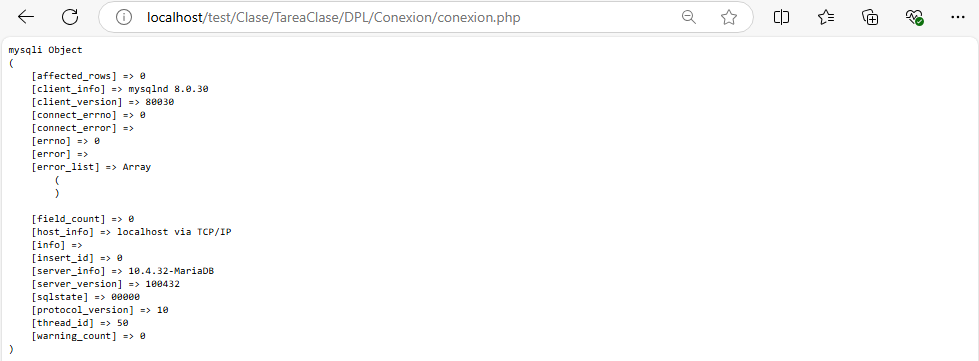 localhost/test/Clase/TareaClase/DPL/Conexion/conexion.php
mysqli Object
(
    [affected_rows] => 0
    [client_info] => mysqlnd 8.0.30
    [client_version] => 80030
    [connect_errno] => 0
    [connect_error] =>
    [errno] => 0
    [error] =>
    [error_list] => Array
        (
        )

    [field_count] => 0
    [host_info] => localhost via TCP/IP
    [info] =>
    [insert_id] => 0
    [server_info] => 10.4.32-MariaDB
    [server_version] => 100432
    [sqlstate] => 00000
    [protocol_version] => 10
    [thread_id] => 50
    [warning_count] => 0
)